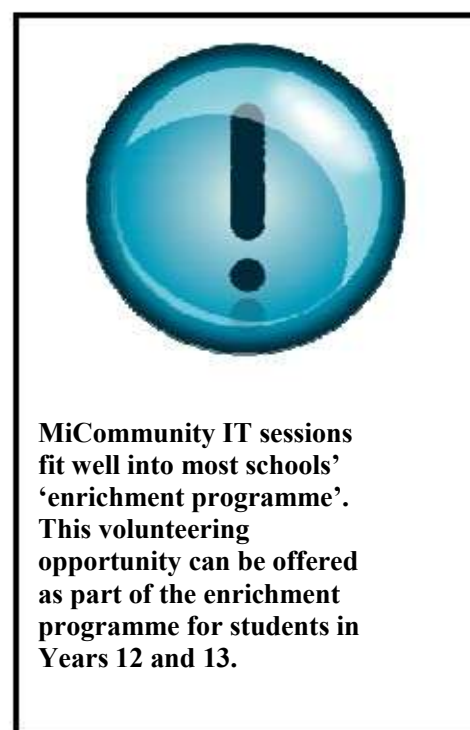 MiCommunity IT sessions
fit well into most schools’
‘enrichment programme’.
This volunteering
opportunity can be offered
as part of the enrichment
programme for students in
Years 12 and 13.